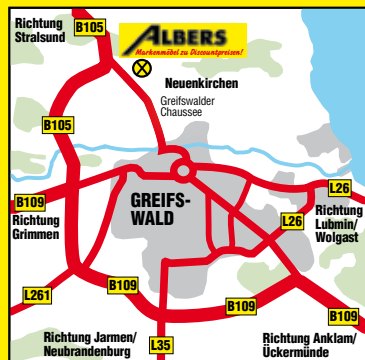 Richtung
Stralsund
B105
ALBERS
Markenmöbel zu Discountpreisen!
Neuenkirchen
Greifswalder
Chaussee
B105
B109
Richtung
Grimmen
GREIFS-
WALD
L26
L26
Richtung
Lubmin/
Wolgast
L261
B109
B109
B109
Richtung Jarmen/
Neubrandenburg
L35
Richtung Anklam/
Ückermünde